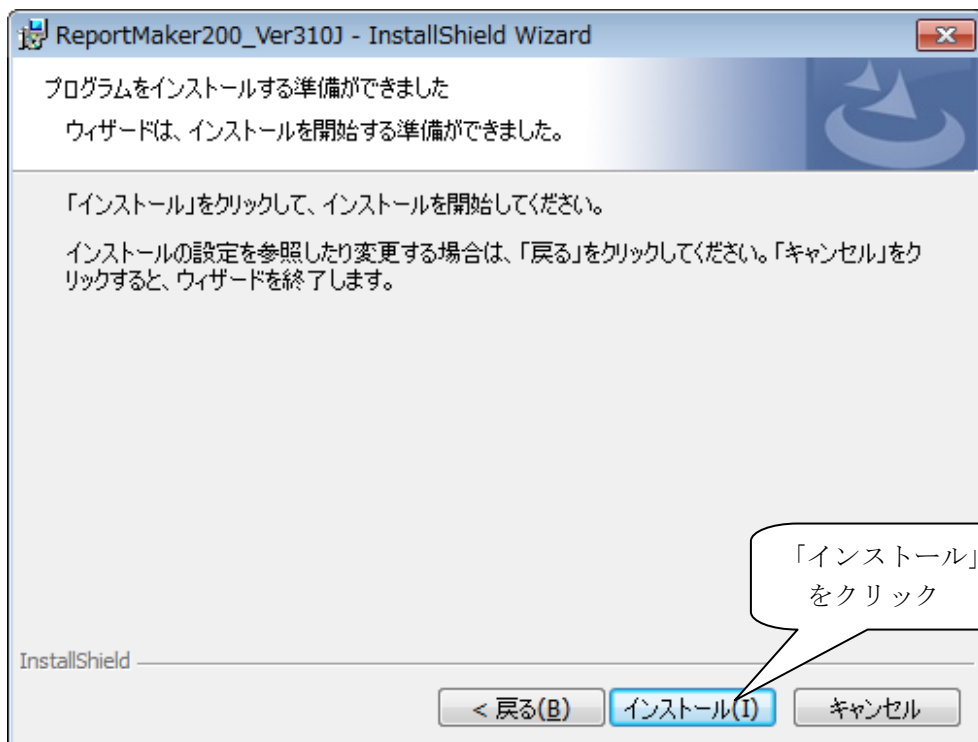 ReportMaker200_Ver310J - InstallShield Wizard
プログラムをインストールする準備ができました
ウィザードは、インストールを開始する準備ができました。
「インストール」をクリックして、インストールを開始してください。
インストールの設定を参照したり変更する場合は、「戻る」をクリックしてください。「キャンセル」をク
リックすると、ウィザードを終了します。
「インストール」
をクリック
InstallShield
< 戻る(B)
インストール(I)
キャンセル